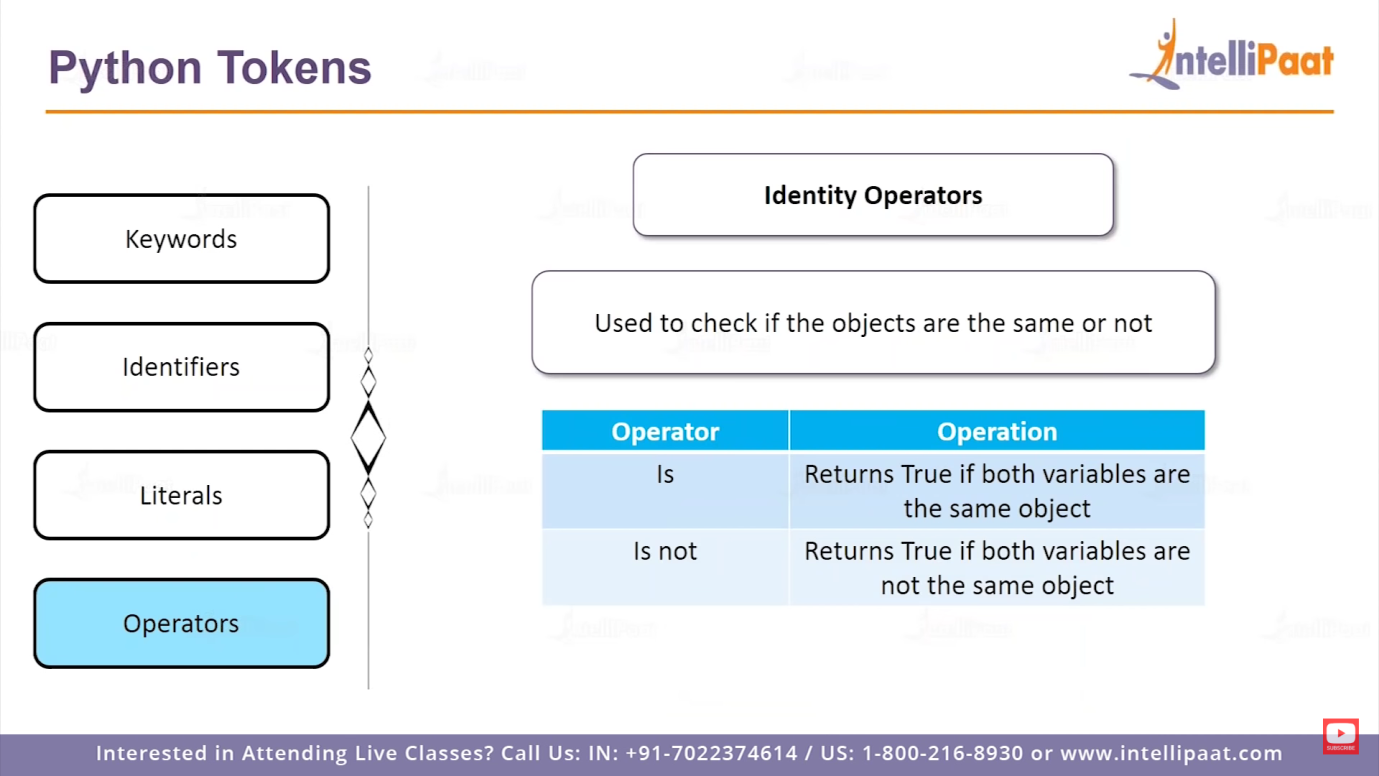 Python Tokens
IntelliPaat
Keywords
Identifiers
Literals
Operators
Identity Operators
Used to check if the objects are the same or not
Operator Operation
Is Returns True if both variables are
the same object
Is not Returns True if both variables are
not the same object
Interested in Attending Live Classes? Call Us: IN: +91-7022374614 / US: 1-800-216-8930 or www.intellipaat.com
SUBSCRIBE